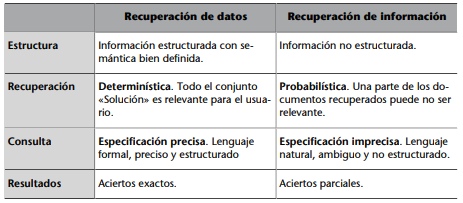 Recuperación de datos
Recuperación de información
Estructura
Información estructurada con se-
mántica bien definida.
Información no estructurada.
Recuperación
Determinística. Todo el conjunto
«Solución» es relevante para el usua-
rio.
Probabilística. Una parte de los do-
cumentos recuperados puede no ser
relevante.
Consulta
Especificación precisa. Lenguaje
formal, preciso y estructurado
Especificación imprecisa. Lenguaje
natural, ambiguo y no estructurado.
Resultados
Aciertos exactos.
Aciertos parciales.